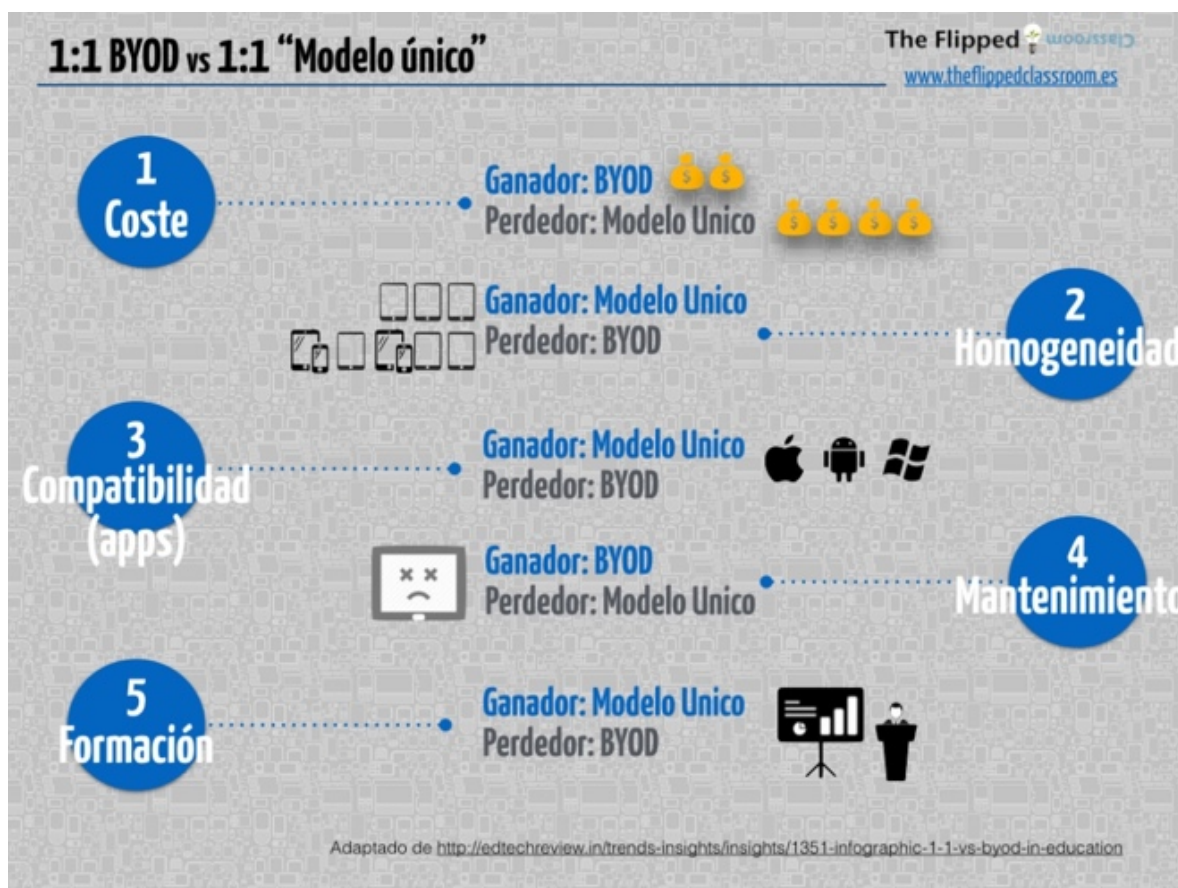 1:1 BYOD vs 1:1 “Modelo único”
The Flipped Classroom
www.theflippedclassroom.es
1
Coste
Ganador: BYOD
Perdedor: Modelo Unico
Ganador: Modelo Unico
Perdedor: BYOD
2
Homogeneidad
3
Compatibilidad
(apps)
Ganador: Modelo Unico
Perdedor: BYOD
Ganador: BYOD
Perdedor: Modelo Unico
4
Mantenimiento
5
Formación
Ganador: Modelo Unico
Perdedor: BYOD
Adaptado de http://edtechreview.in/trends-insights/insights/1351-infographic-1-1-vs-byod-in-education